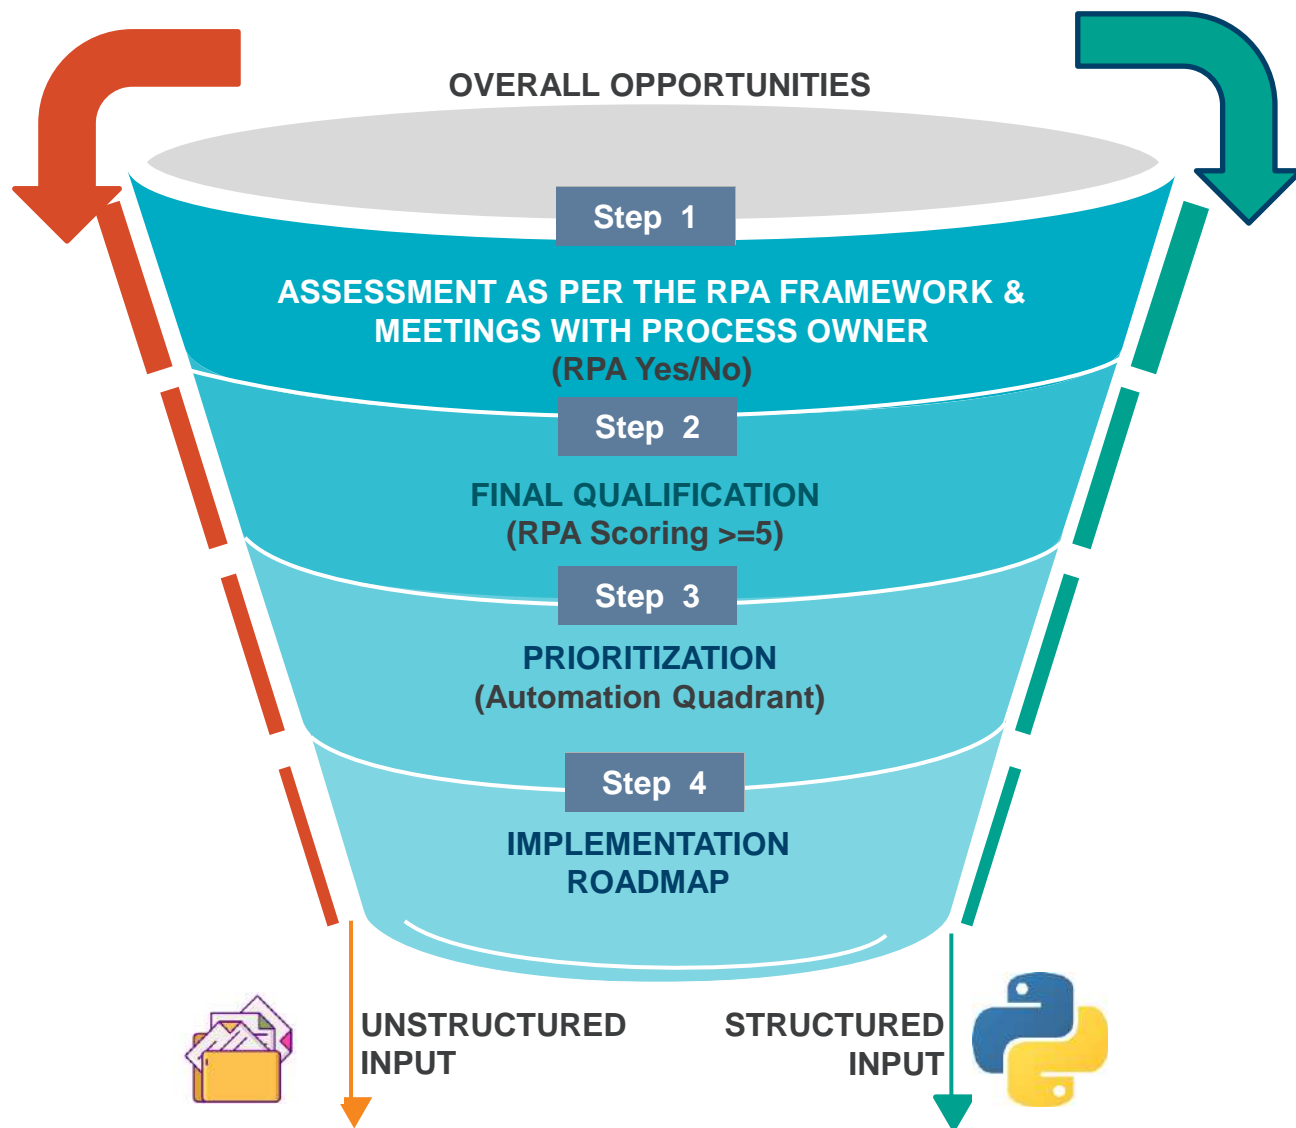 OVERALL OPPORTUNITIES
Step 1
ASSESSMENT AS PER THE RPA FRAMEWORK &
MEETINGS WITH PROCESS OWNER
(RPA Yes/No)
Step 2
FINAL QUALIFICATION
(RPA Scoring >=5)
Step 3
PRIORITIZATION
(Automation Quadrant)
Step 4
IMPLEMENTATION
ROADMAP
UNSTRUCTURED
INPUT
STRUCTURED
INPUT